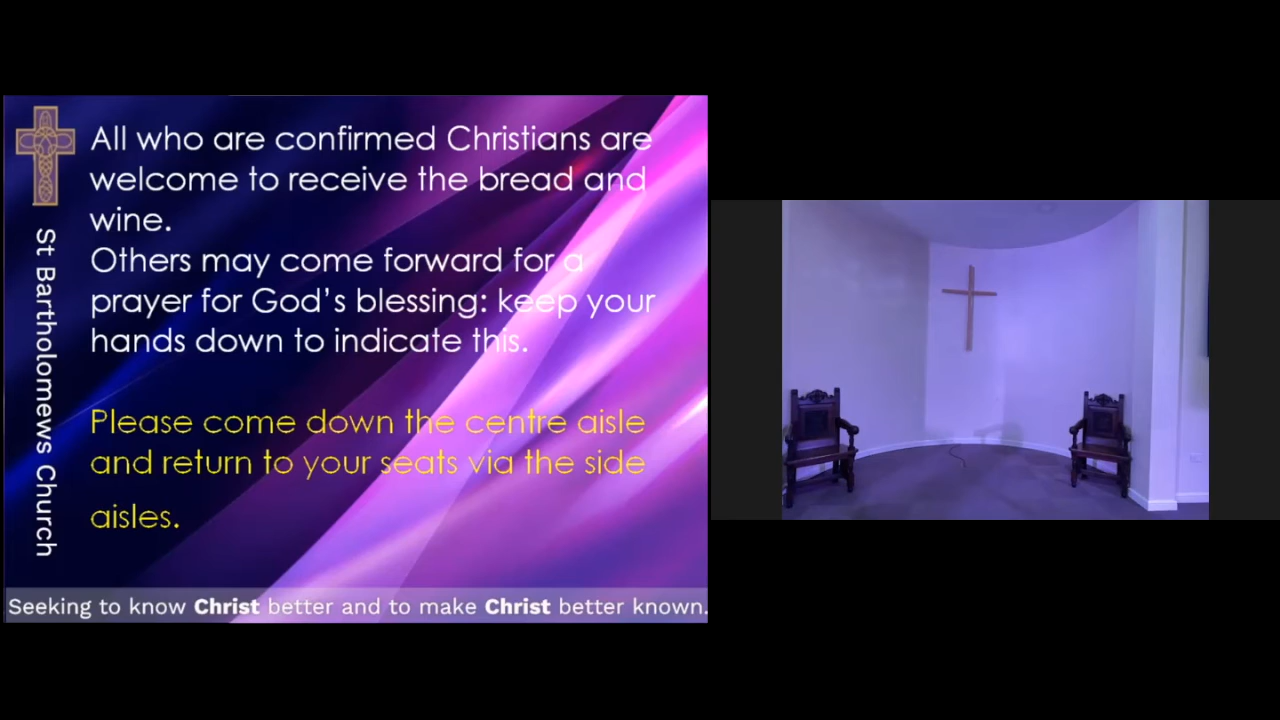 All who are confirmed Christians are
welcome to receive the bread and
wine.
Others may come forward for a
prayer for God's blessing: keep your
hands down to indicate this.
Please come down the centre aisle
and return to your seats via the side
aisles.
St Bartholomews Church
Seeking to know Christ better and to make Christ better known.